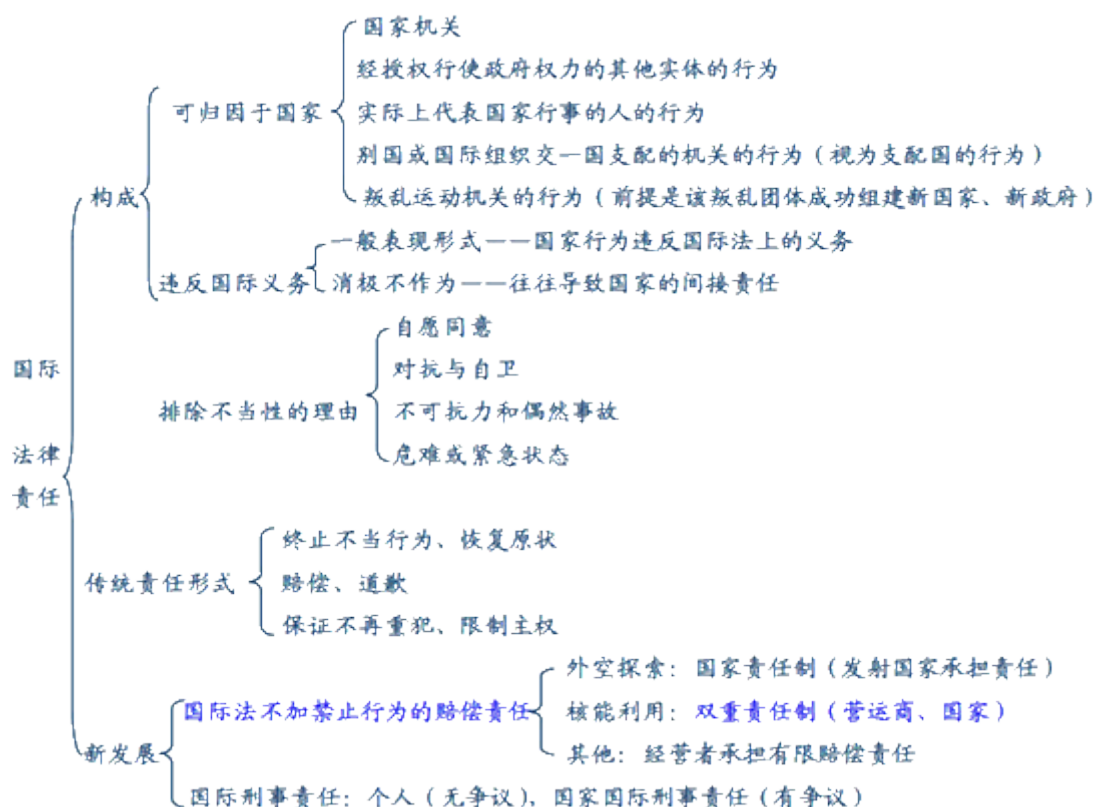 国家机关
经授权行使政府权力的其他实体的行为
可归因于国家
实际上代表国家行事的人的行为
别国或国际组织交一国支配的机关的行为（视为支配国的行为）
构成
叛乱运动机关的行为（前提是该叛乱团体成功组建新国家、新政府）
一般表现形式——国家行为违反国际法上的义务
违反国际义务
消极不作为——往往导致国家的间接责任
自愿同意
国际
对抗与自卫
排除不当性的理由
不可抗力和偶然事故
法律
危难或紧急状态
责任
终止不当行为、恢复原状
传统责任形式
赔偿、道歉
保证不再重犯、限制主权
外空探索：国家责任制（发射国家承担责任）
国际法不加禁止行为的赔偿责任
核能利用：双重责任制（营运商、国家）
新发展
其他：经营者承担有限赔偿责任
国际刑事责任：个人（无争议），国家国际刑事责任（有争议）